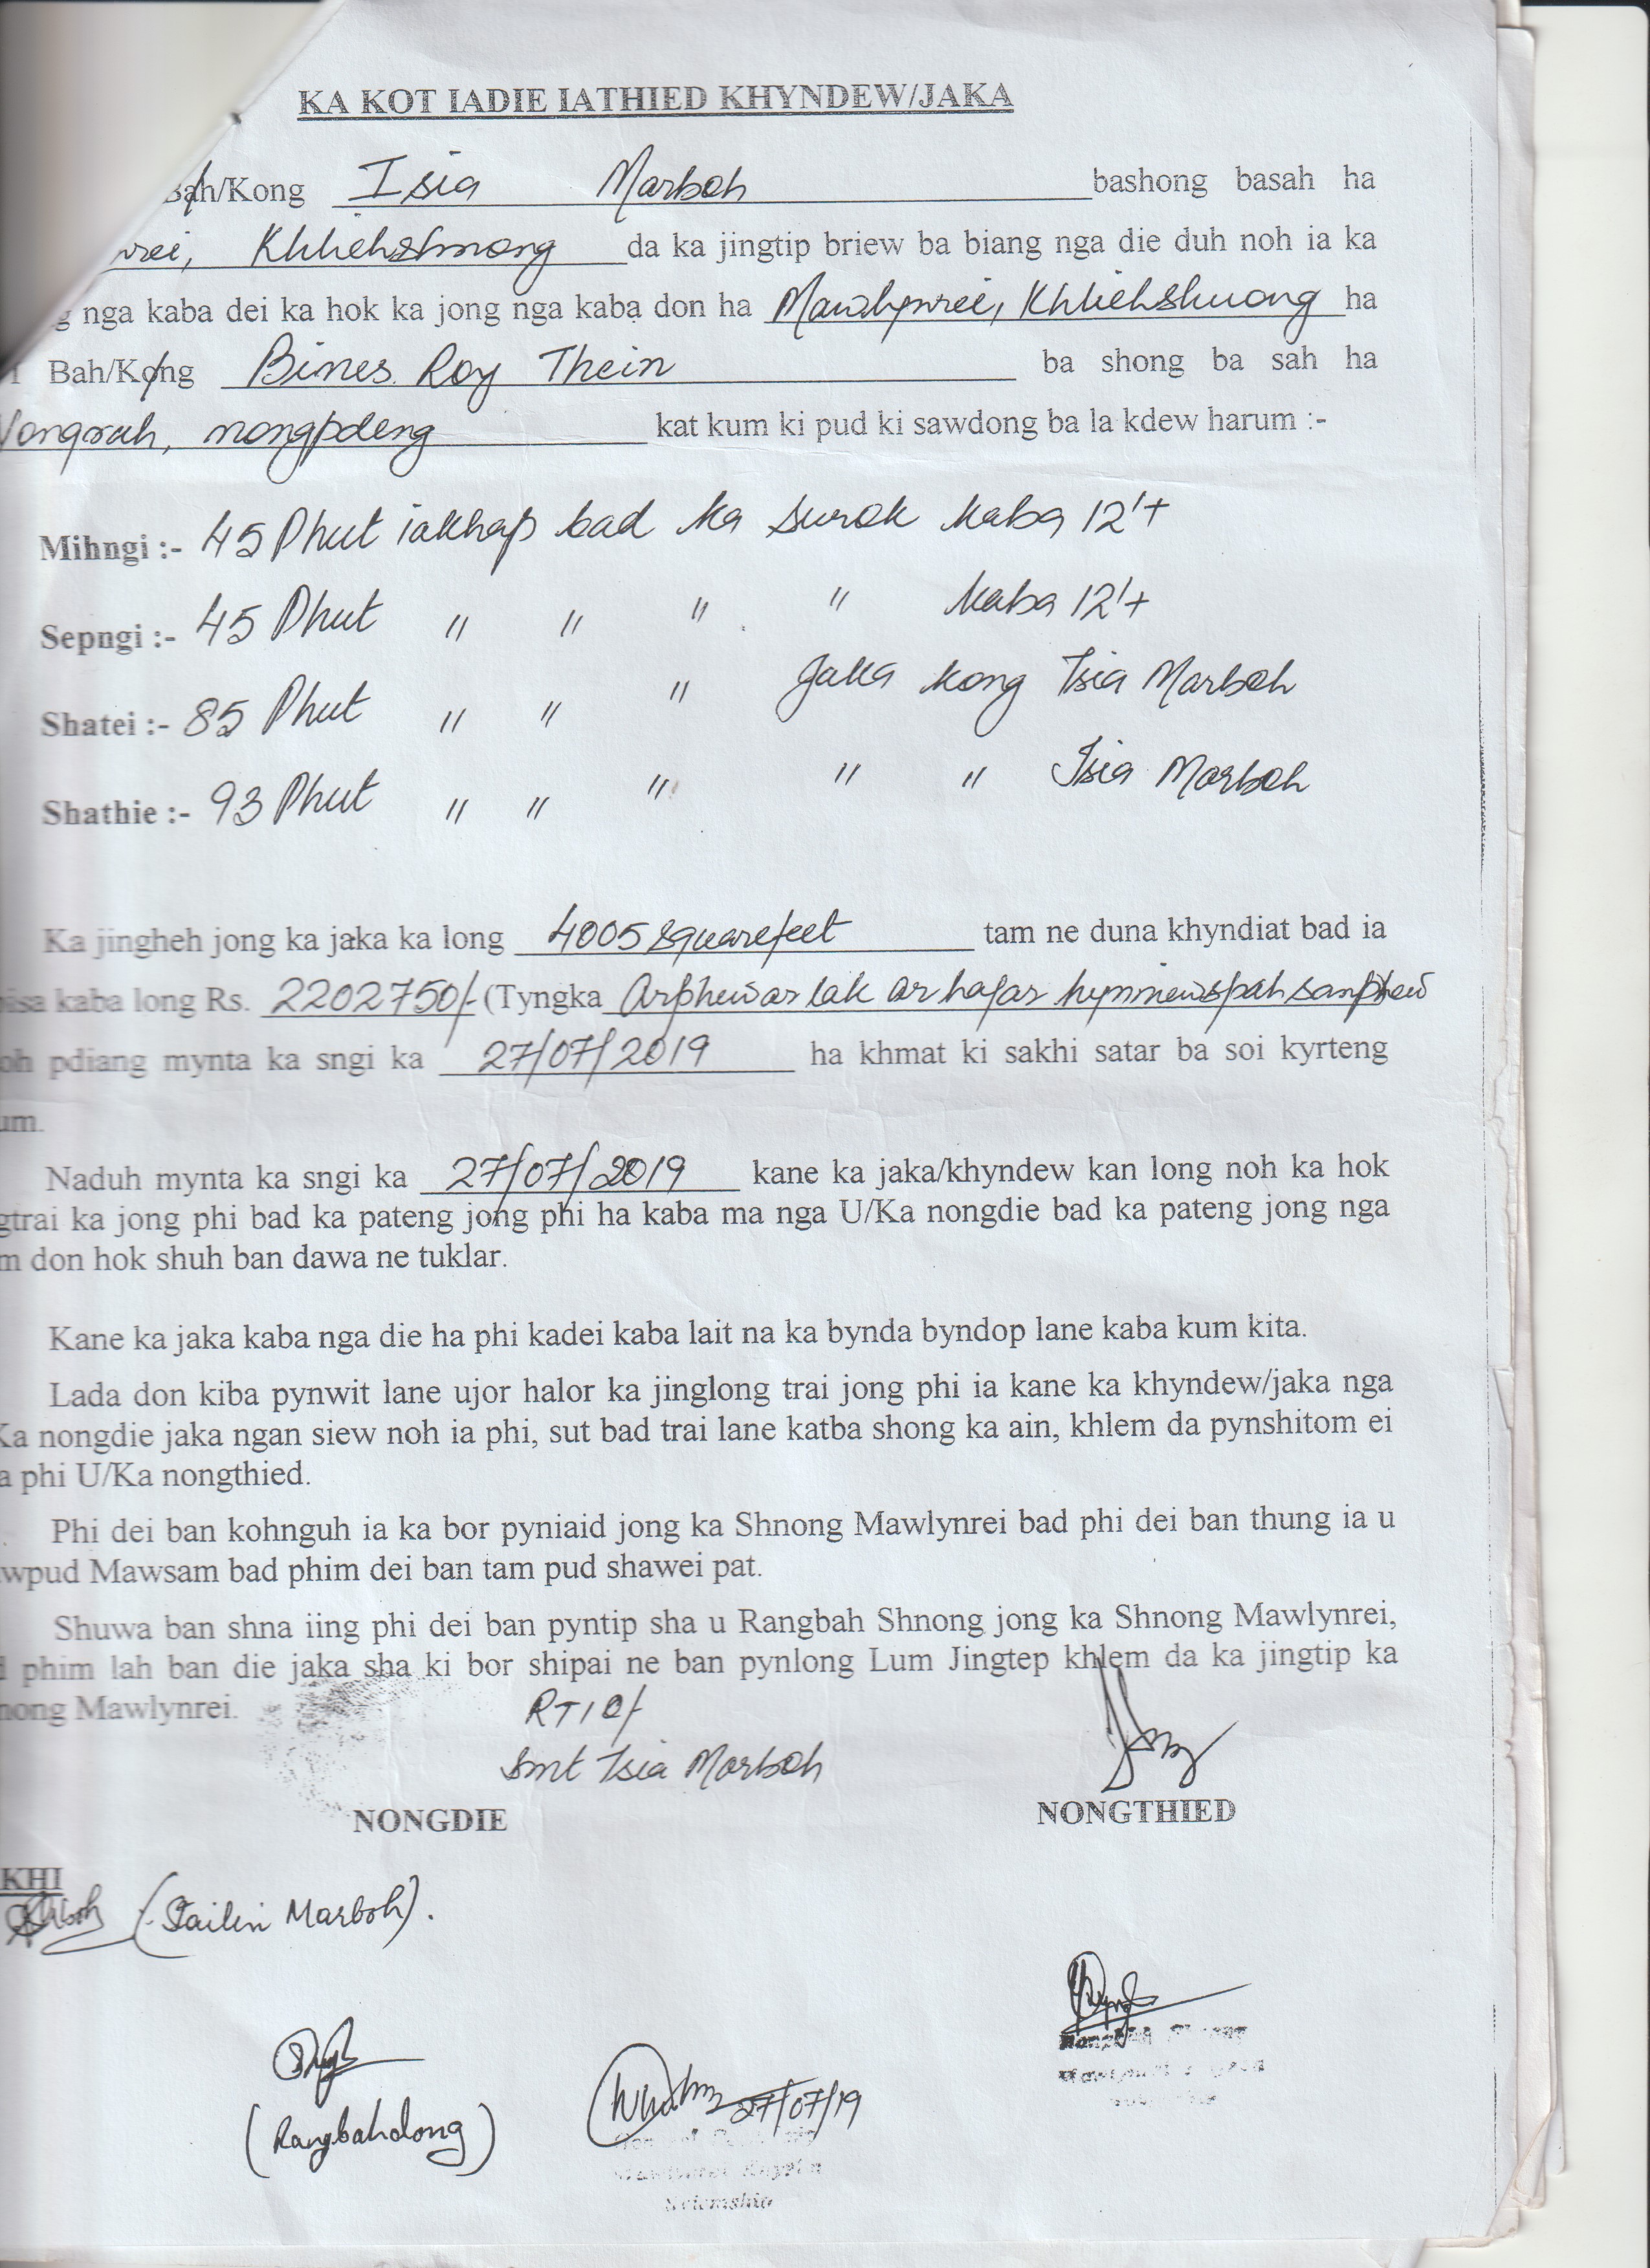 KA KOT IADIE IATHIED KHYNDEW/JAKA
Bah/Kong Isia Marboh bashong basah ha
Khliehshnong da ka jingtip briew ba biang nga die duh noh ia ka
nga kaba dei ka hok ka jong nga kaba don ha Mawlynrei, Khliehshnong ha
Bah/Kong Bines Roy Thein ba shong ba sah ha
Nongrah, nongpdeng kat kum ki pud ki sawdong ba la kdew harum :-
Mihngi :- 45 Phut iakhap bad ka surok kaba 12'+
Sepngi :- 45 Phut " " " " kaba 12'+
Shatei :- 85 Phut " " " Jaka kong Isia Marboh
Shathie :- 93 Phut " " " " " Isia Marboh
Ka jingheh jong ka jaka ka long 4005 squarefeet tam ne duna khyndiat bad ia
kaba long Rs. 2202750/- (Tyngka Arphewar lak ar hajar hynniewspah sanphew
pdiang mynta ka sngi ka 27/07/2019 ha khmat ki sakhi satar ba soi kyrteng
um.
Naduh mynta ka sngi ka 27/07/2019 kane ka jaka/khyndew kan long noh ka hok
gtrai ka jong phi bad ka pateng jong phi ha kaba ma nga U/Ka nongdie bad ka pateng jong nga
m don hok shuh ban dawa ne tuklar.
Kane ka jaka kaba nga die ha phi kadei kaba lait na ka bynda byndop lane kaba kum kita.
Lada don kiba pynwit lane ujor halor ka jinglong trai jong phi ia kane ka khyndew/jaka nga
Ka nongdie jaka ngan siew noh ia phi, sut bad trai lane katba shong ka ain, khlem da pynshitom ei
a phi U/Ka nongthied.
Phi dei ban kohnguh ia ka bor pyniaid jong ka Shnong Mawlynrei bad phi dei ban thung ia u
wpud Mawsam bad phim dei ban tam pud shawei pat.
Shuwa ban shna iing phi dei ban pyntip sha u Rangbah Shnong jong ka Shnong Mawlynrei,
phim lah ban die jaka sha ki bor shipai ne ban pynlong Lum Jingtep khlem da ka jingtip ka
nong Mawlynrei.
RTI of
Smt Isia Marboh
NONGDIE NONGTHIED
KHI
(Stailin Marboh).
27/07/19
(Rangbahdong)